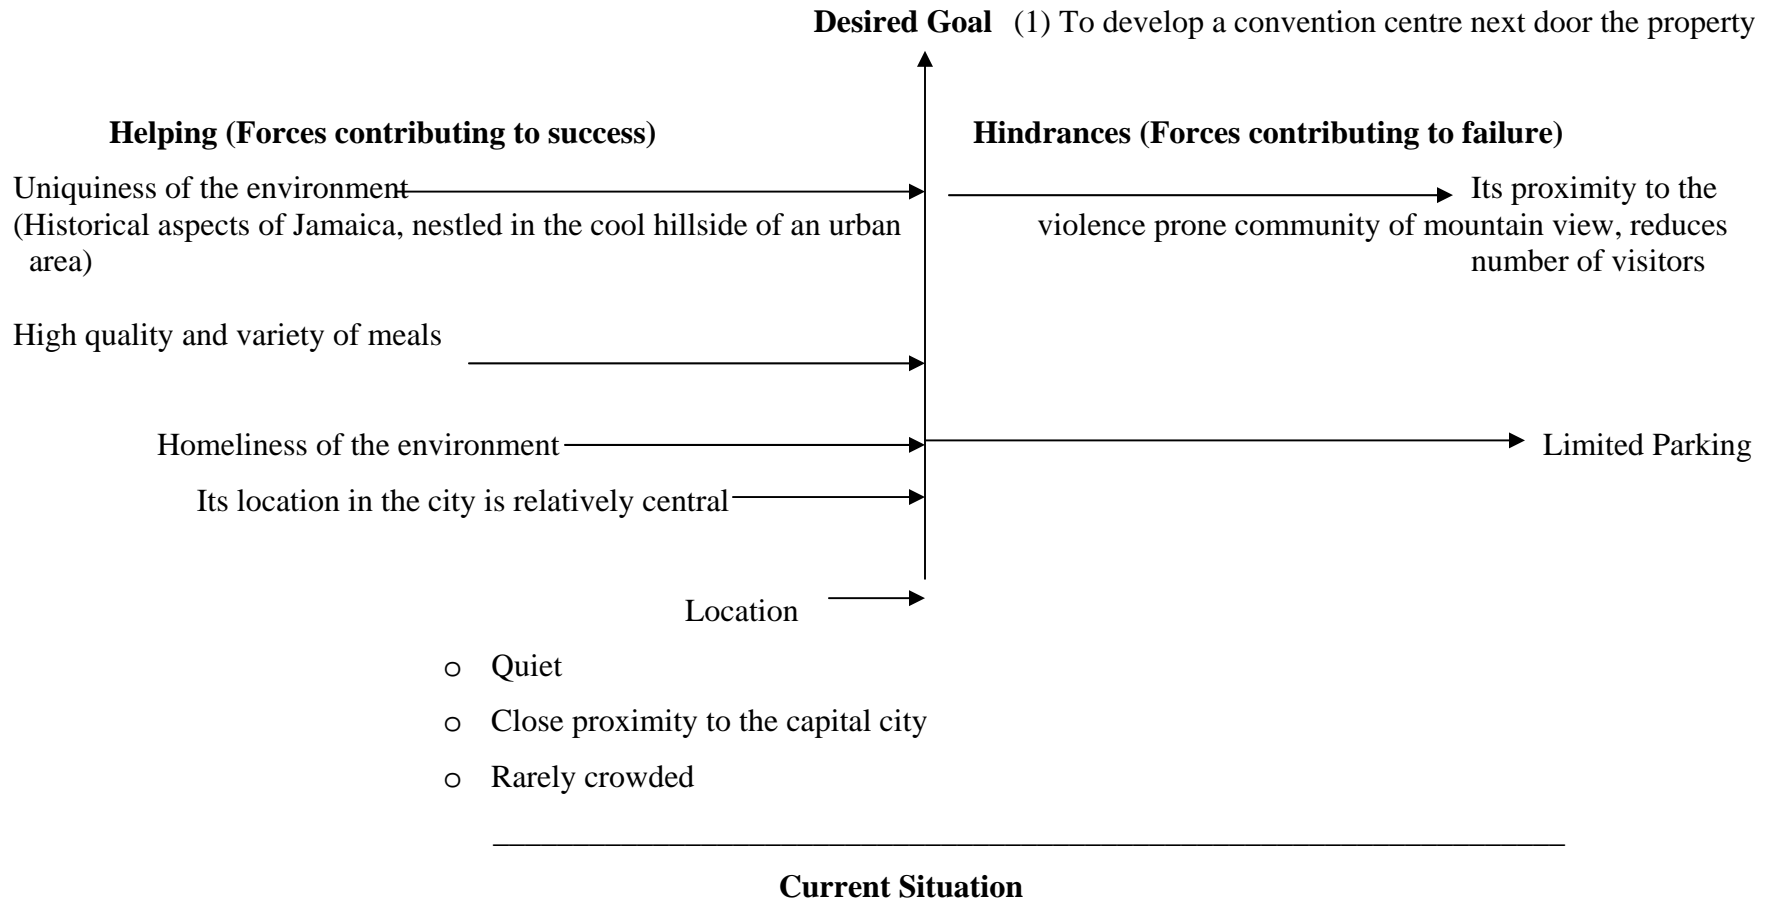 Desired Goal (1) To develop a convention centre next door the property
Helping (Forces contributing to success)
Hindrances (Forces contributing to failure)
Uniquiness of the environment
(Historical aspects of Jamaica, nestled in the cool hillside of an urban
area)
Its proximity to the
violence prone community of mountain view, reduces
number of visitors
High quality and variety of meals
Homeliness of the environment
Limited Parking
Its location in the city is relatively central
Location
o Quiet
o Close proximity to the capital city
o Rarely crowded
Current Situation